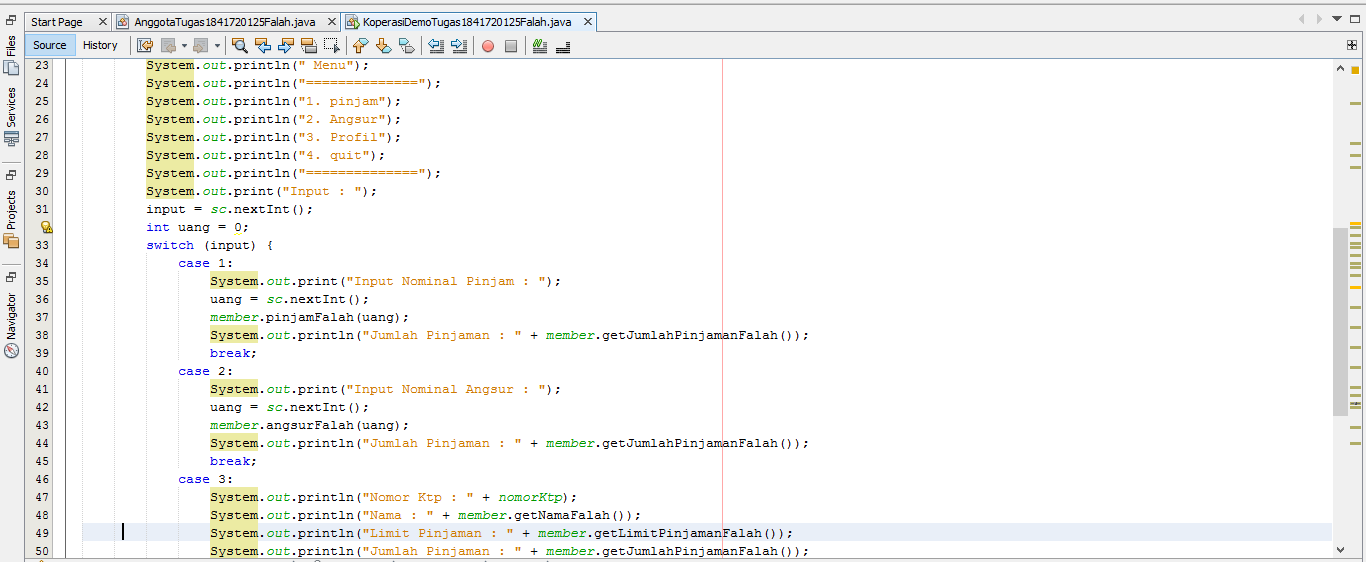 Start Page AnggotaTugas1841720125Falah.java KoperasiDemoTugas1841720125Falah.java
Source History
Files
Services
Projects
Navigator
23 System.out.println(" Menu");
24 System.out.println("==============");
25 System.out.println("1. pinjam");
26 System.out.println("2. Angsur");
27 System.out.println("3. Profil");
28 System.out.println("4. quit");
29 System.out.println("==============");
30 System.out.print("Input : ");
31 input = sc.nextInt();
int uang = 0;
33 switch (input) {
34 case 1:
35 System.out.print("Input Nominal Pinjam : ");
36 uang = sc.nextInt();
37 member.pinjamFalah(uang);
38 System.out.println("Jumlah Pinjaman : " + member.getJumlahPinjamanFalah());
39 break;
40 case 2:
41 System.out.print("Input Nominal Angsur : ");
42 uang = sc.nextInt();
43 member.angsurFalah(uang);
44 System.out.println("Jumlah Pinjaman : " + member.getJumlahPinjamanFalah());
45 break;
46 case 3:
47 System.out.println("Nomor Ktp : " + nomorKtp);
48 System.out.println("Nama : " + member.getNamaFalah());
49 System.out.println("Limit Pinjaman : " + member.getLimitPinjamanFalah());
50 System.out.println("Jumlah Pinjaman : " + member.getJumlahPinjamanFalah());